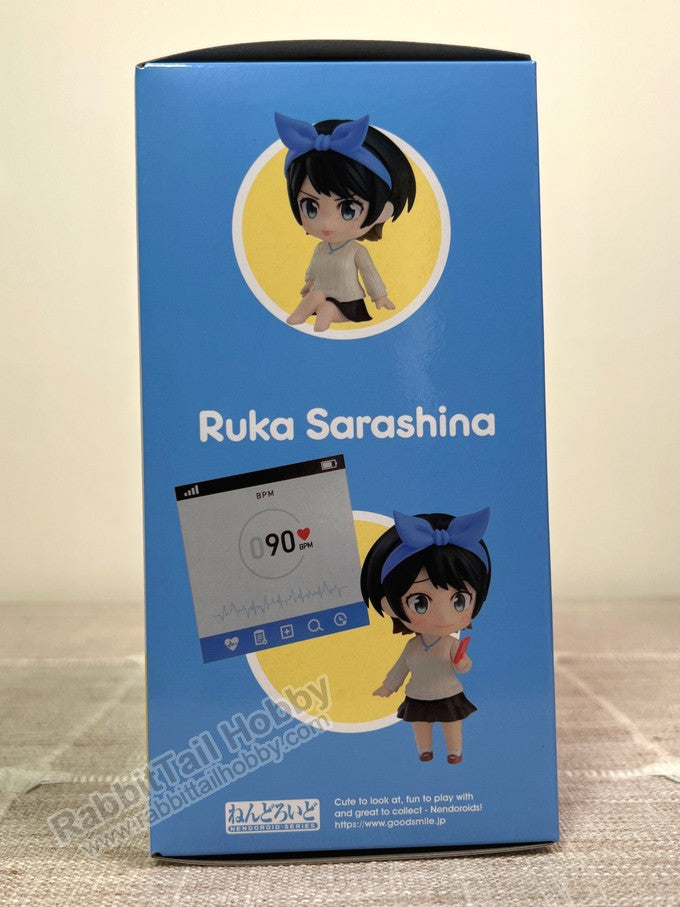 Ruka Sarashina
BPM
090 BPM
RabbitTail Hobby
www.rabbittailhobby.com
ねんどろいど
NENDOROID-SERIES
Cute to look at, fun to play with
and great to collect - Nendoroids!
https://www.goodsmile.jp